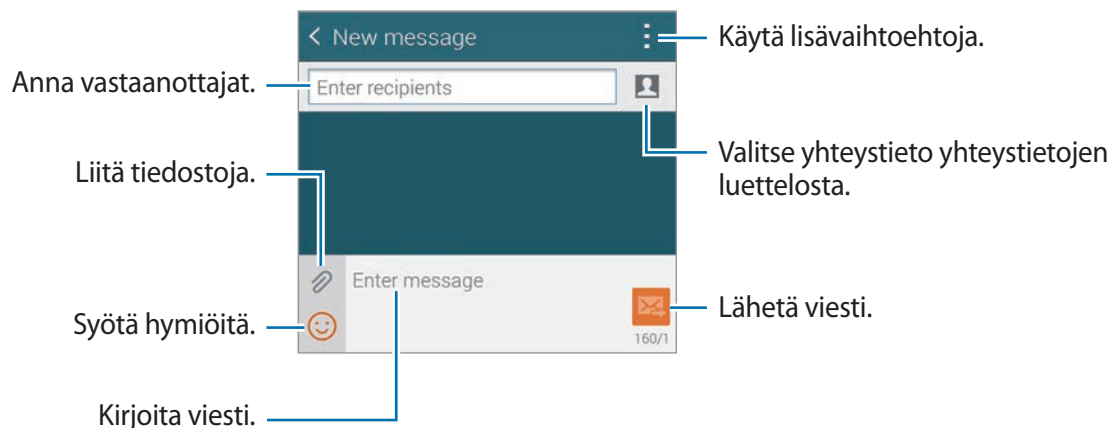 New message
Käytä lisävaihtoehtoja.
Anna vastaanottajat.
Enter recipients
Valitse yhteystieto yhteystietojen
luettelosta.
Liitä tiedostoja.
Enter message
Lähetä viesti.
Syötä hymiöitä.
160/1
Kirjoita viesti.